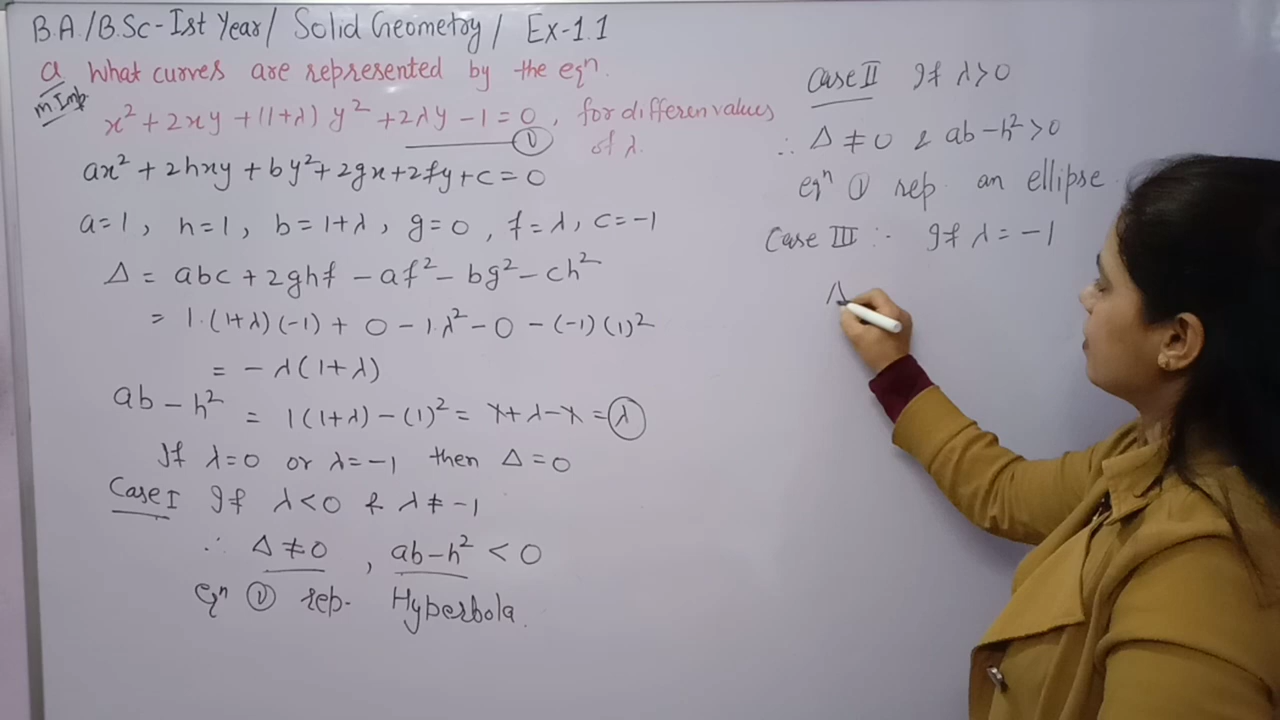 B.A./B.Sc-Ist Year/ Solid Geometry/ Ex-1.1
Q What curves are represented by the eqⁿ.
m.Imp.
x² + 2xy + (1+λ) y² + 2λy - 1 = 0, for differen values of λ.
①
ax² + 2hxy + by² + 2gx + 2fy + c = 0
a=1, h=1, b=1+λ, g=0, f=λ, c=-1
Δ = abc + 2ghf - af² - bg² - ch²
= 1.(1+λ)(-1) + 0 - 1.λ² - 0 - (-1)(1)²
= - λ(1+λ)
ab - h² = 1(1+λ) - (1)² = 1 + λ - 1 = λ
If λ=0 or λ=-1 then Δ=0
Case I If λ<0 & λ≠-1
∴ Δ≠0, ab-h² < 0
eqⁿ ① rep. Hyperbola.
Case II If λ>0
∴ Δ≠0 & ab-h²>0
eqⁿ ① rep. an ellipse.
Case III :- If λ=-1
Δ